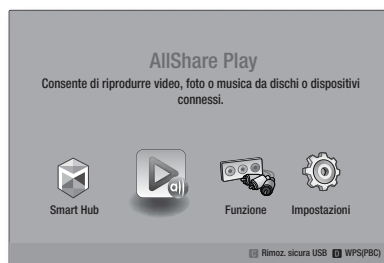 AllShare Play
Consente di riprodurre video, foto o musica da dischi o dispositivi
connessi.
all
Smart Hub
Funzione
Impostazioni
C Rimoz. sicura USB D WPS(PBC)